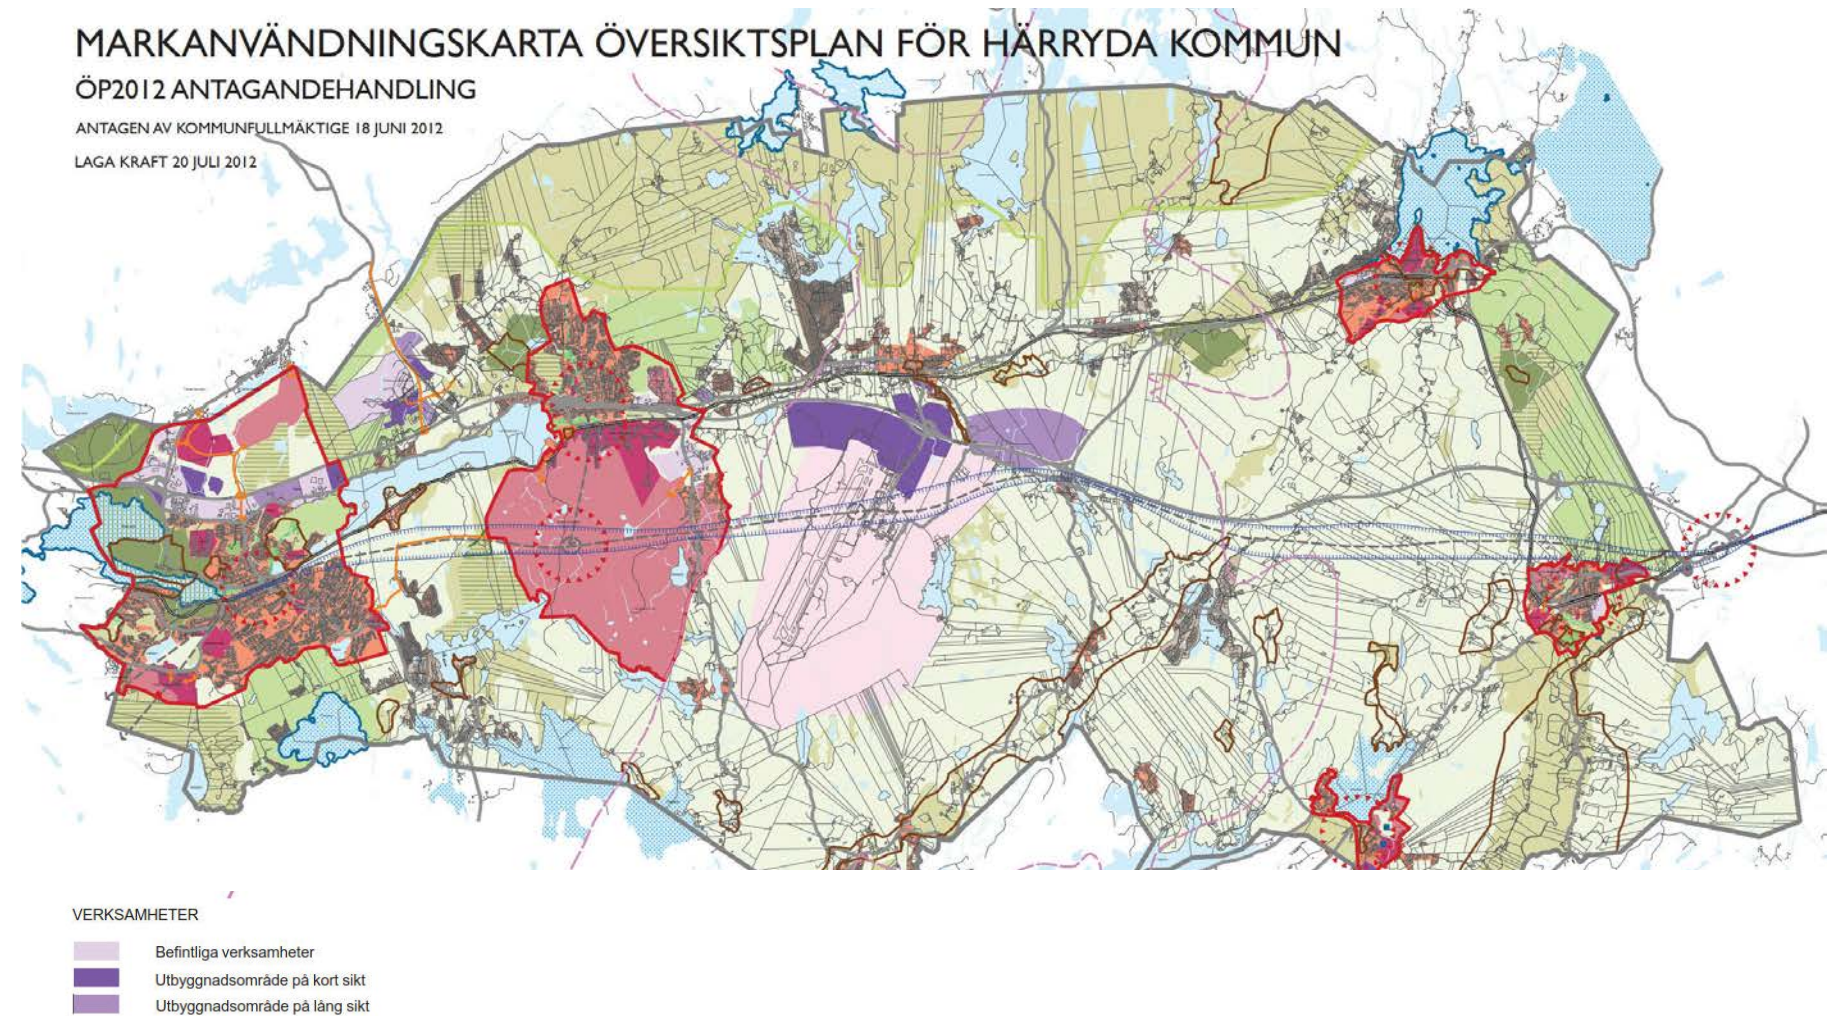 MARKANVÄNDNINGSKARTA ÖVERSIKTSPLAN FÖR HÄRRYDA KOMMUN
ÖP2012 ANTAGANDEHANDLING
ANTAGEN AV KOMMUNFULLMÄKTIGE 18 JUNI 2012
LAGA KRAFT 20 JULI 2012
VERKSAMHETER
Befintliga verksamheter
Utbyggnadsområde på kort sikt
Utbyggnadsområde på lång sikt